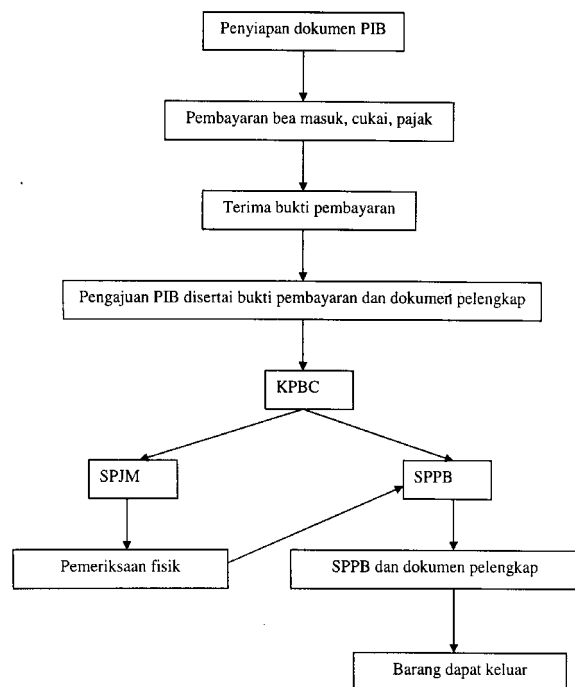 Penyiapan dokumen PIB
Pembayaran bea masuk, cukai, pajak
Terima bukti pembayaran
Pengajuan PIB disertai bukti pembayaran dan dokumen pelengkap
KPBC
SPJM
SPPB
Pemeriksaan fisik
SPPB dan dokumen pelengkap
Barang dapat keluar